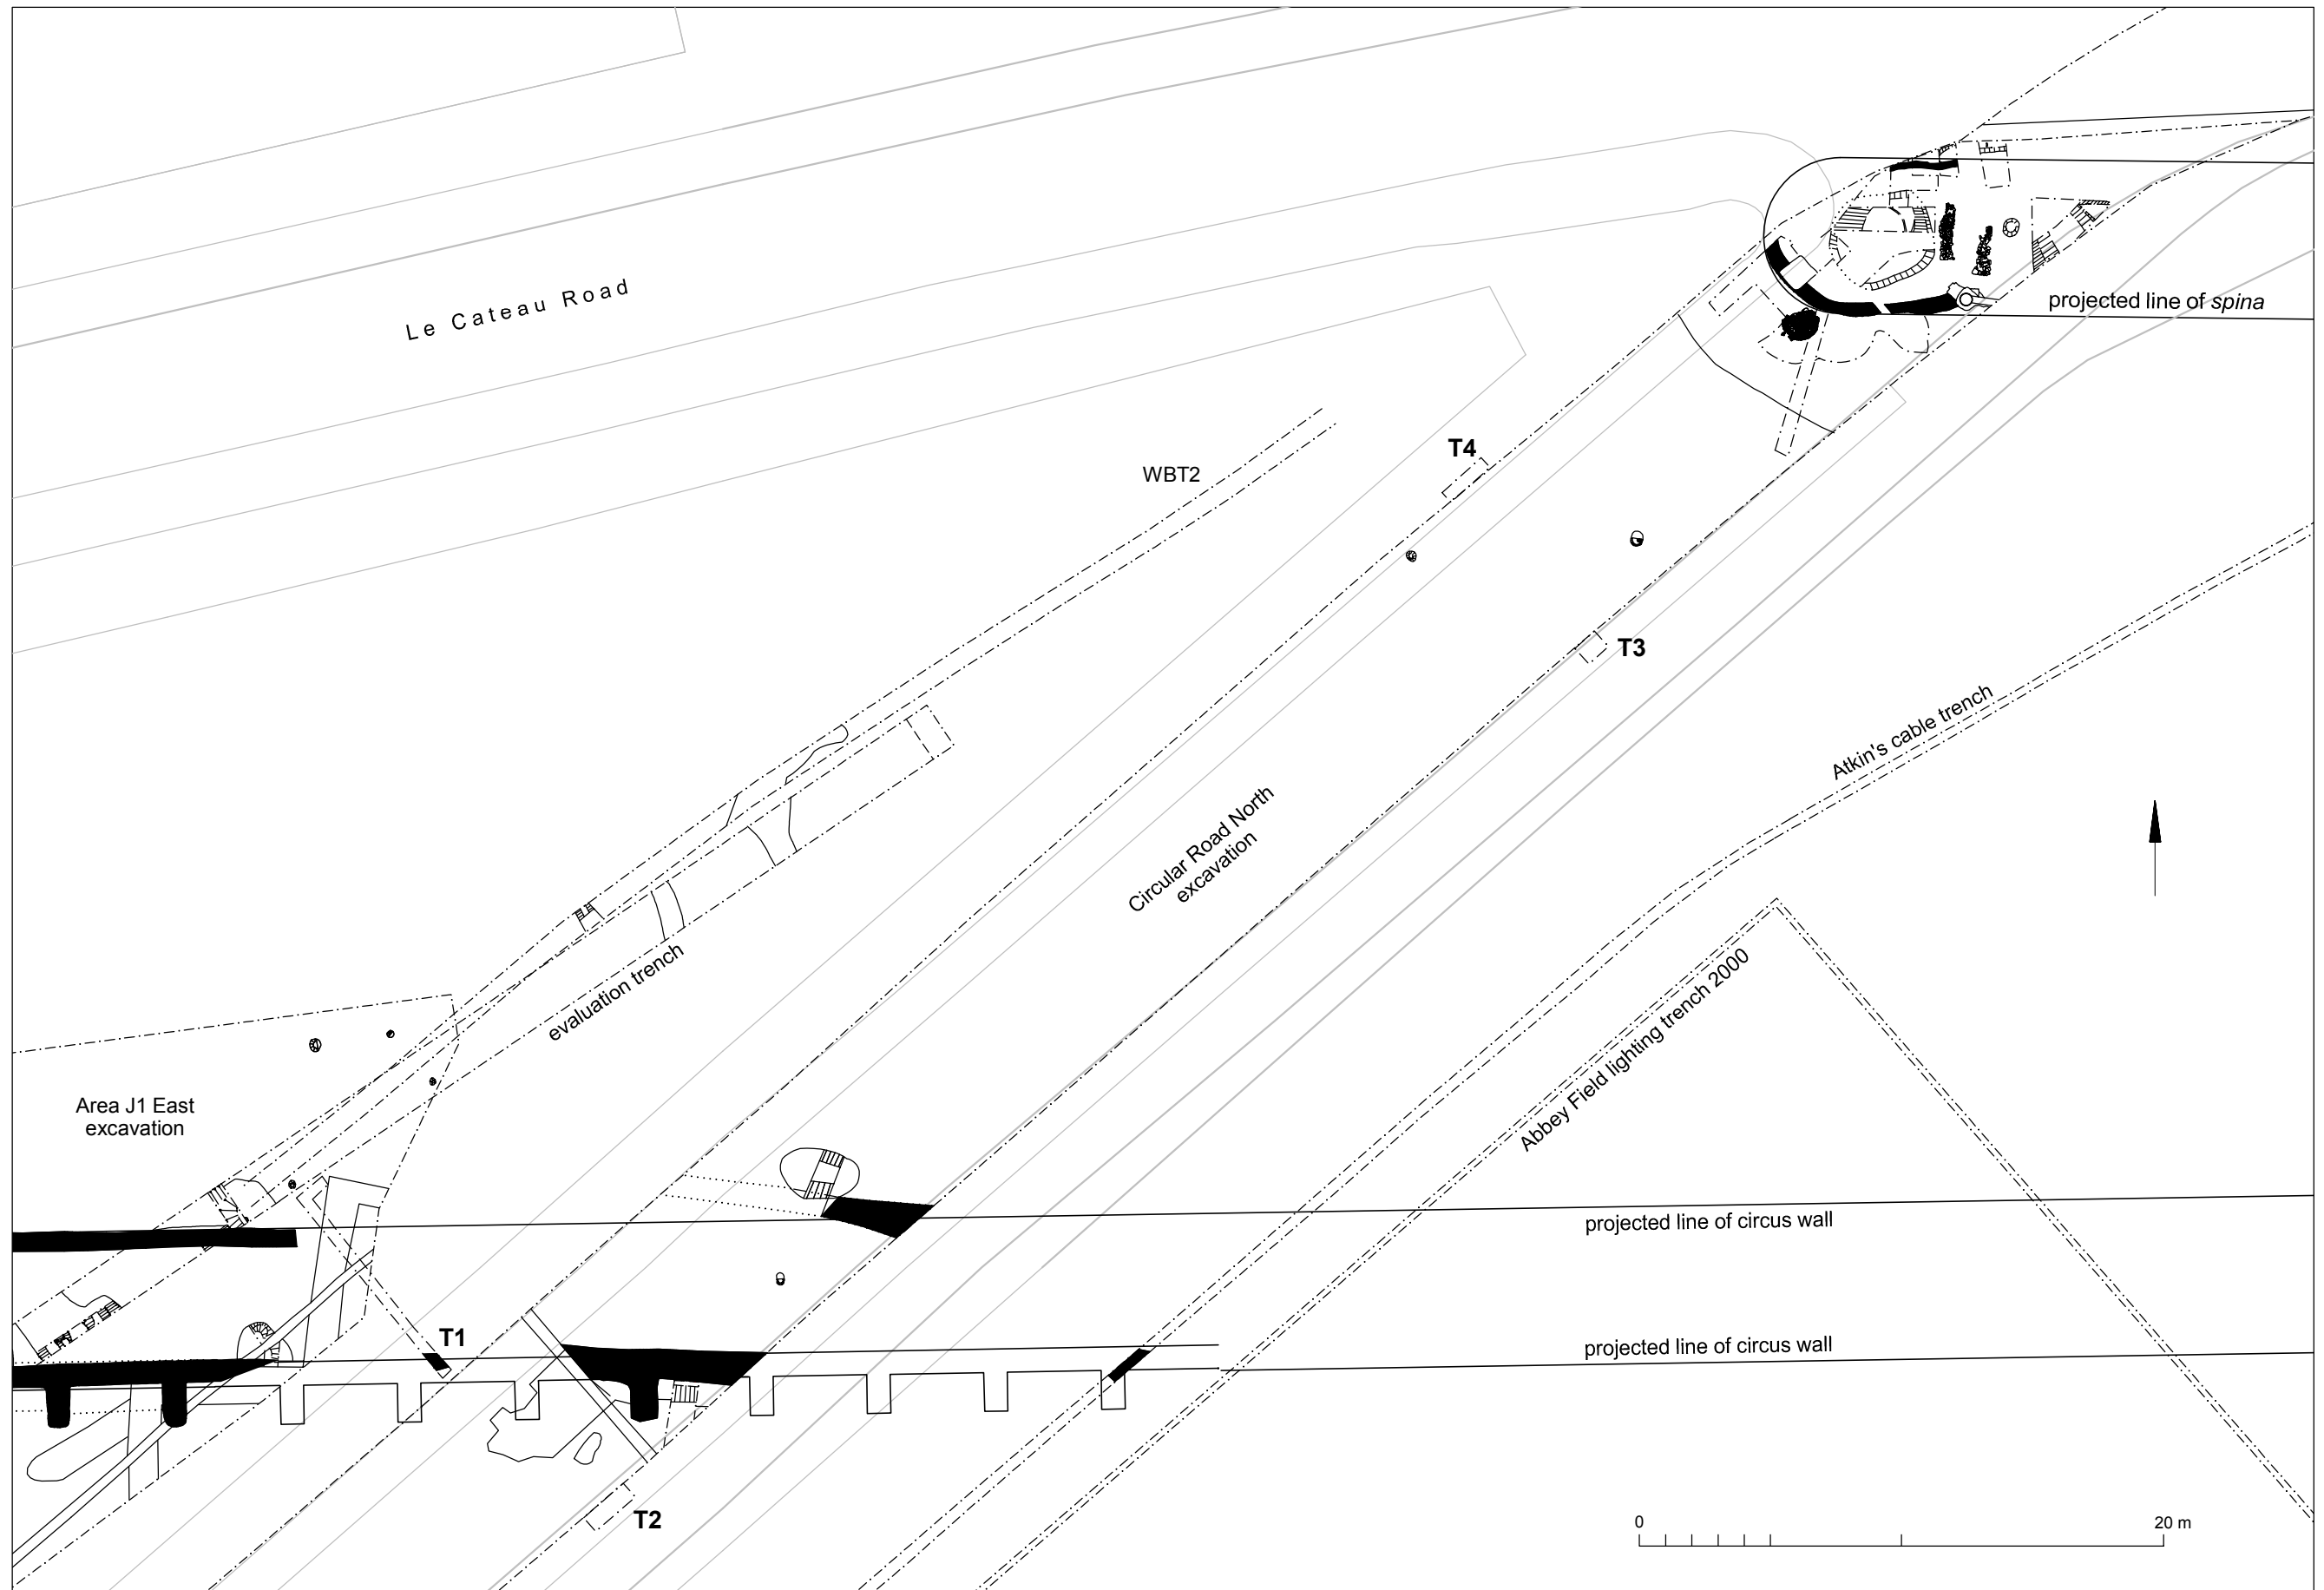 Le Cateau Road
projected line of spina
T4
WBT2
T3
Atkin's cable trench
Circular Road North
excavation
evaluation trench
Abbey Field lighting trench 2000
Area J1 East
excavation
projected line of circus wall
T1
projected line of circus wall
T2
0
20 m